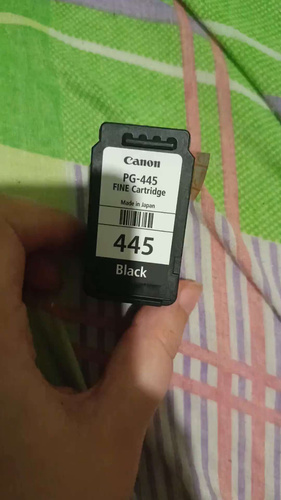 Canon
PG-445
FINE Cartridge
Made in Japan
445
Black